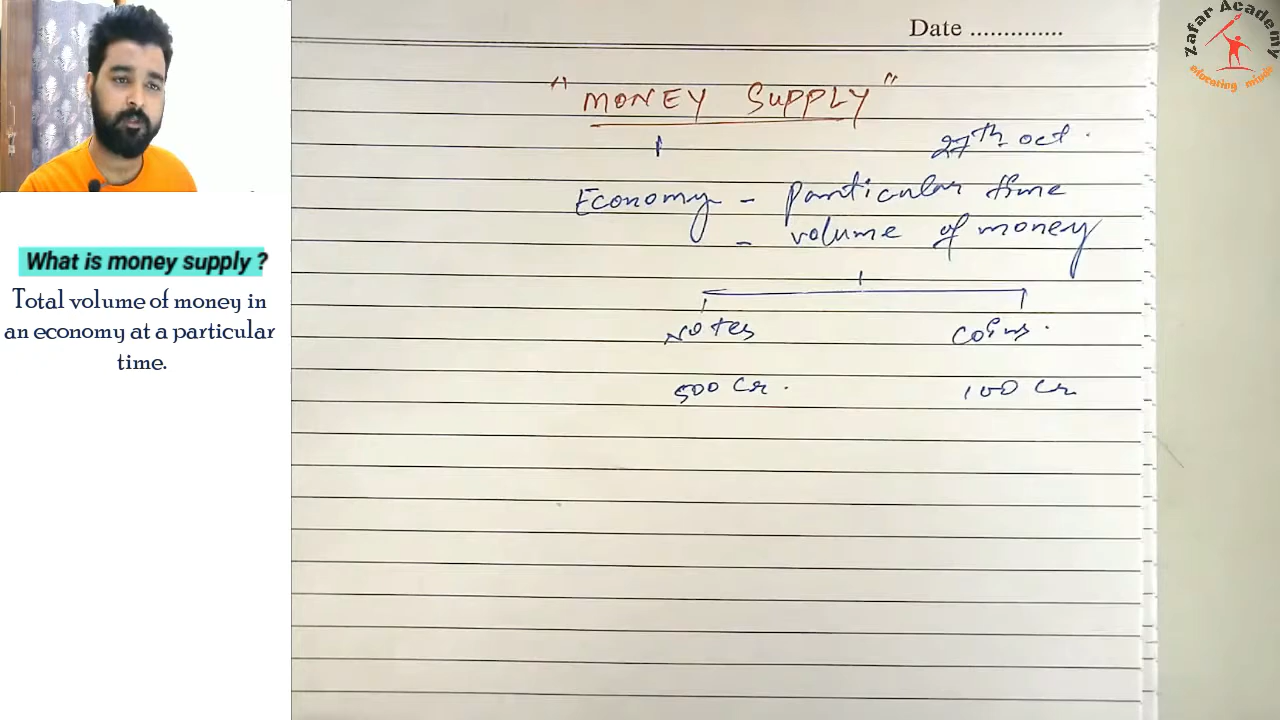 Date ..............
Zafar Academy
educating minds
"MONEY SUPPLY"
27th oct.
Economy - Particular time
- volume of money
What is money supply ?
Total volume of money in
an economy at a particular
time.
Notes
Coins.
500 Cr.
100 Cr.